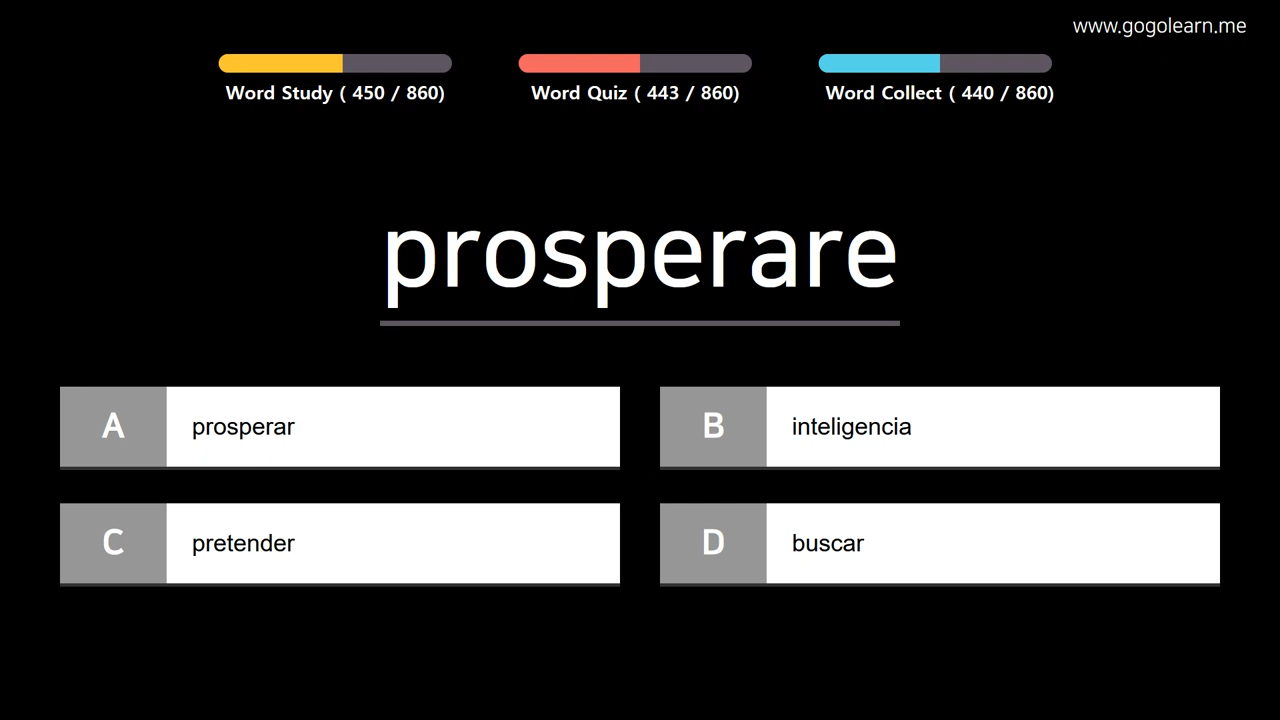 www.gogolearn.me
Word Study ( 450 / 860)
Word Quiz ( 443 / 860)
Word Collect ( 440 / 860)
prosperare
A prosperar
B inteligencia
C pretender
D buscar